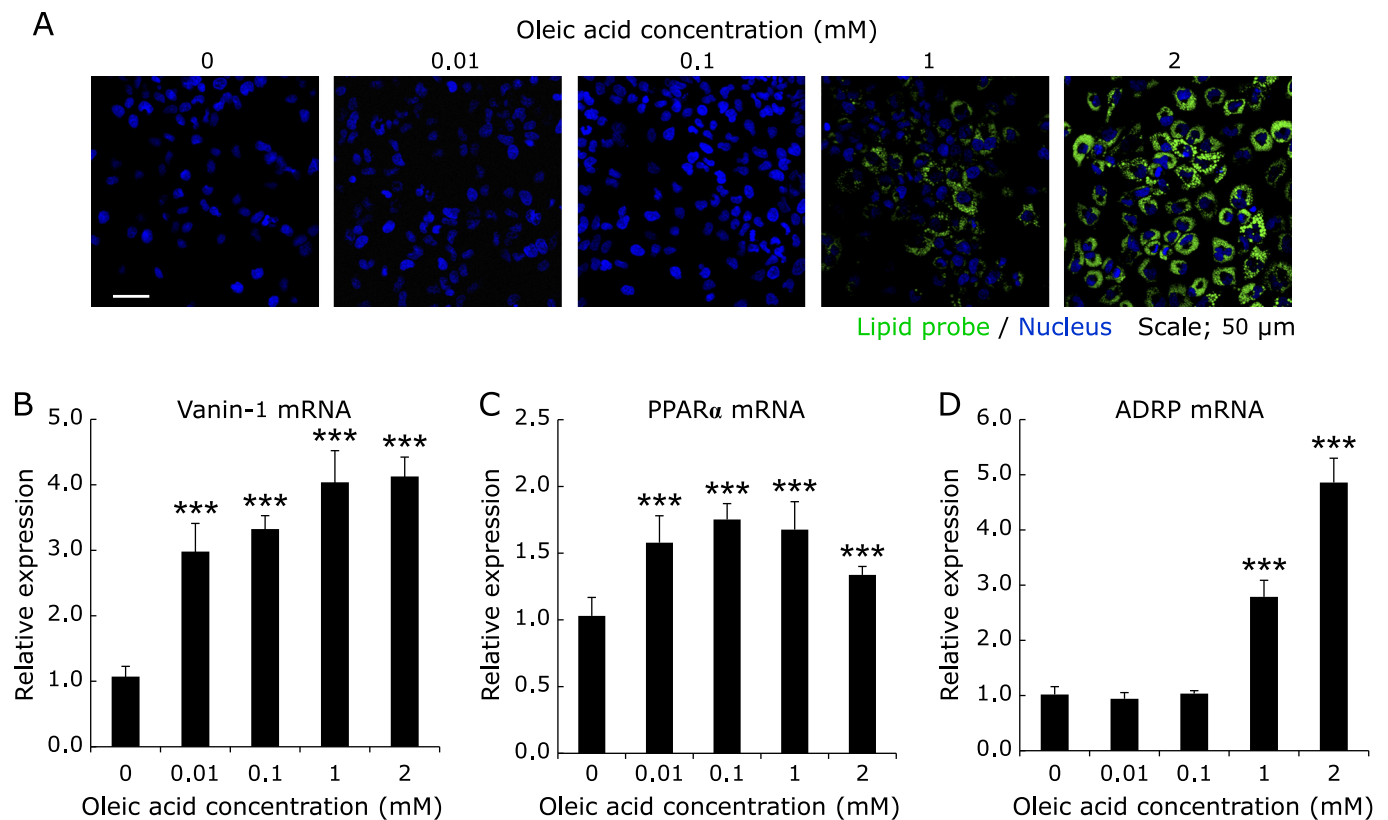 A
Oleic acid concentration (mM)
0 0.01 0.1 1 2
Lipid probe / Nucleus Scale; 50 μm
B
Vanin-1 mRNA
5.0
4.0
3.0
2.0
1.0
0.0
Relative expression
*** *** *** ***
0 0.01 0.1 1 2
Oleic acid concentration (mM)
C
PPARα mRNA
2.5
2.0
1.5
1.0
0.5
0.0
Relative expression
*** *** *** ***
0 0.01 0.1 1 2
Oleic acid concentration (mM)
D
ADRP mRNA
6.0
5.0
4.0
3.0
2.0
1.0
0.0
Relative expression
*** ***
0 0.01 0.1 1 2
Oleic acid concentration (mM)